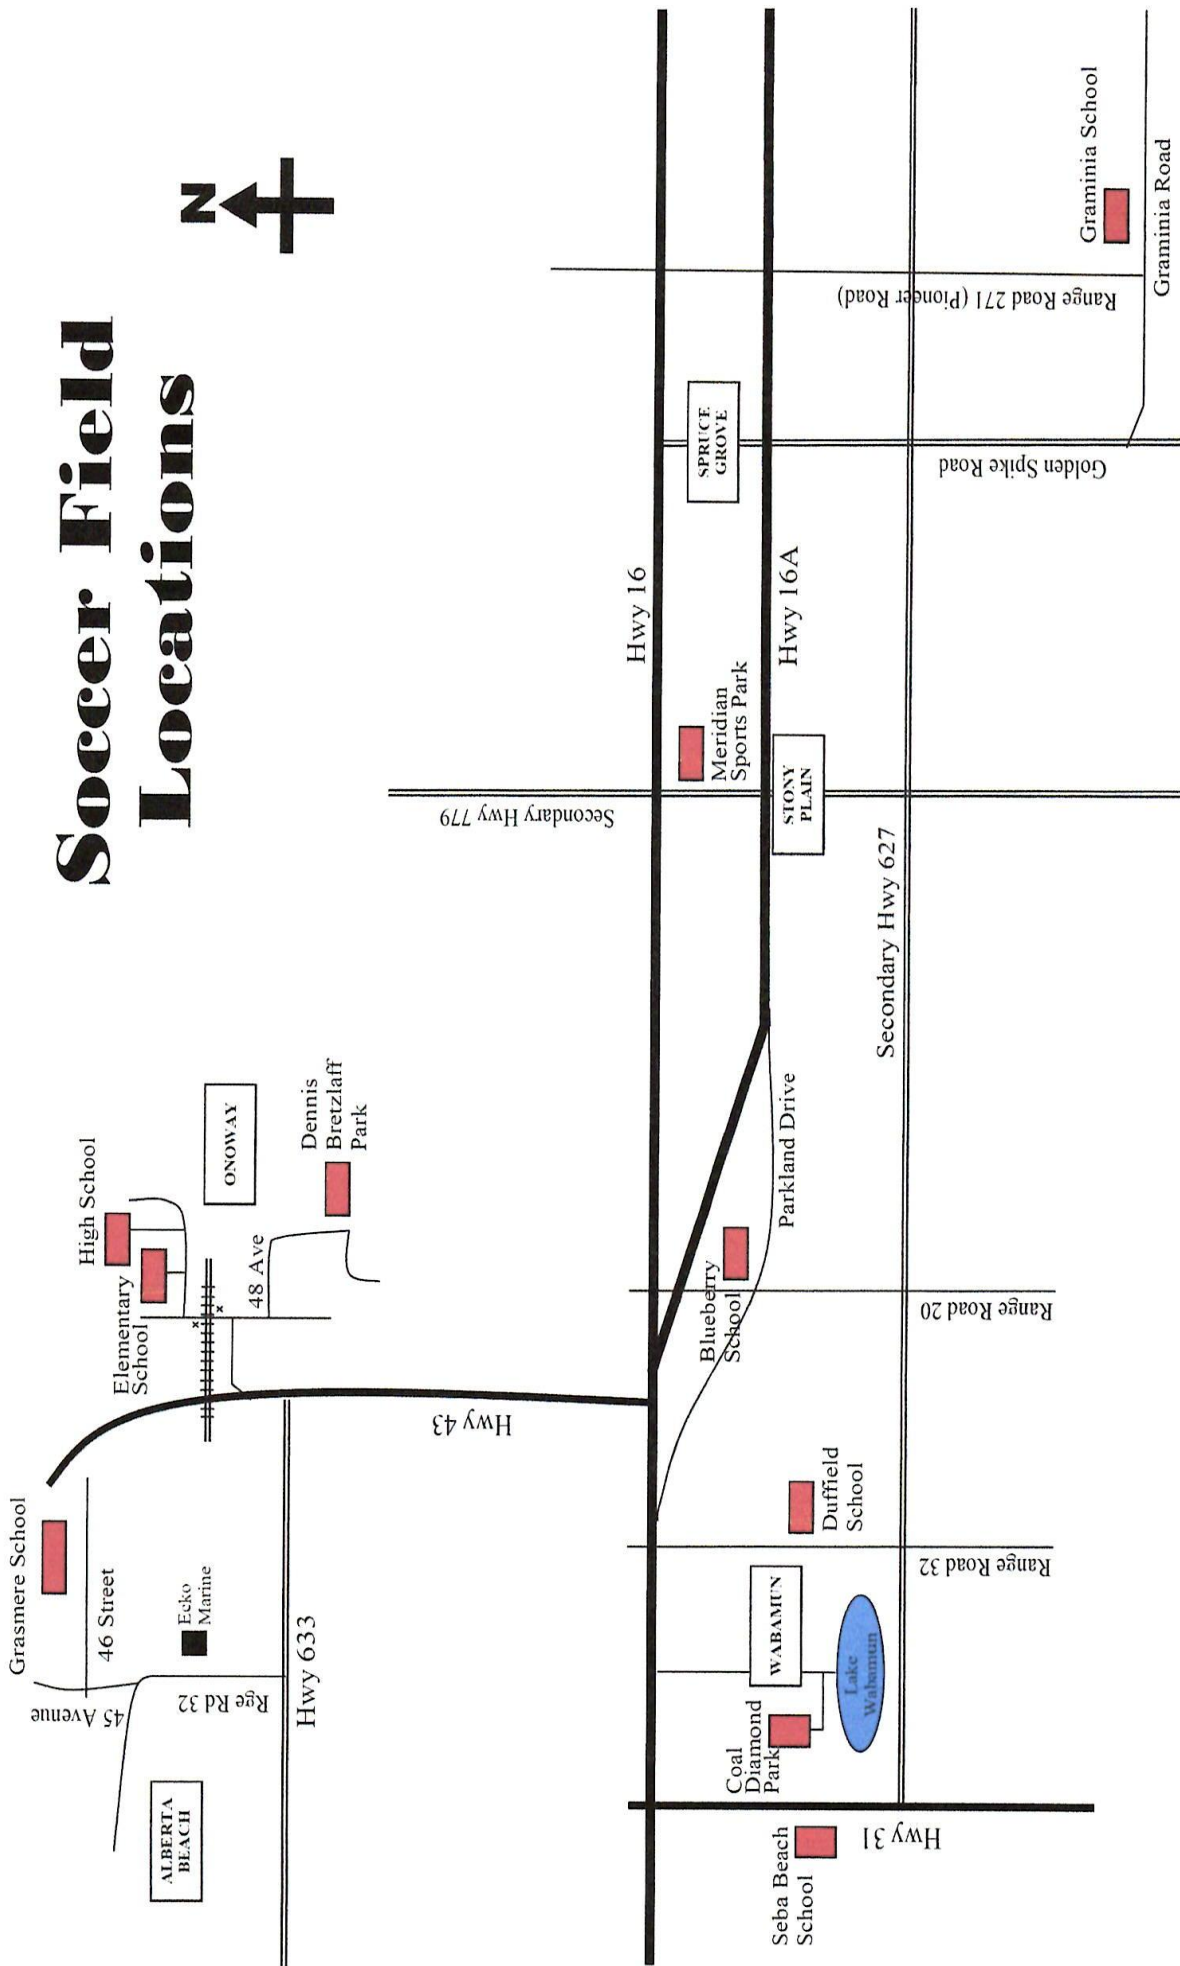 Soccer Field
Locations
N
Grasmere School
46 Street
45 Avenue
Ecko
Marine
Rge Rd 32
Hwy 633
ALBERTA
BEACH
High School
Elementary
School
ONOWAY
48 Ave
Dennis
Bretzlaff
Park
Hwy 43
Hwy 16
Hwy 16A
Secondary Hwy 779
Meridian
Sports Park
STONY
PLAIN
SPRUCE
GROVE
Golden Spike Road
Range Road 271 (Pioneer Road)
Graminia School
Graminia Road
Secondary Hwy 627
Parkland Drive
Blueberry
School
Range Road 20
Duffield
School
Range Road 32
WABAMUN
Lake
Wabamun
Coal
Diamond
Park
Hwy 31
Seba Beach
School